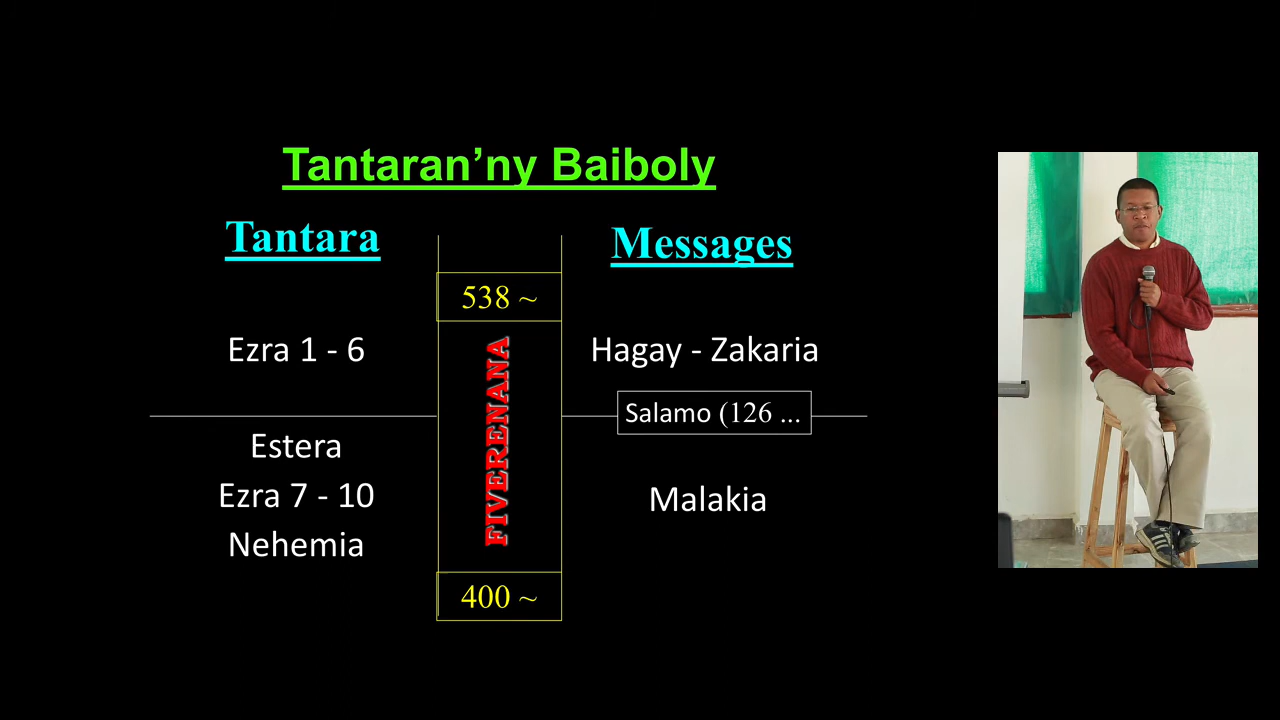 Tantaran’ny Baiboly
Tantara
Messages
538 ~
Ezra 1 - 6
Hagay - Zakaria
FIVERENANA
Salamo (126 ...
Estera
Ezra 7 - 10
Malakia
Nehemia
400 ~